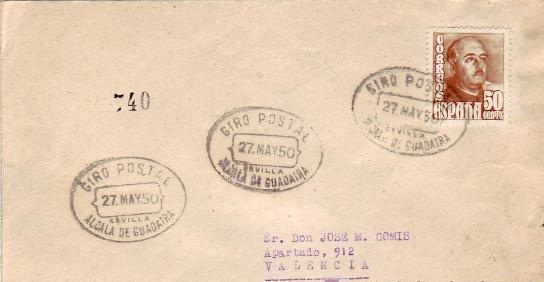 CORREOS
ESPAÑA
50
CENTS
740
GIRO POSTAL
27.MAY.50
SEVILLA
ALCALA DE GUADAIRA
GIRO POSTAL
27.MAY.50
SEVILLA
ALCALA DE GUADAIRA
GIRO POSTAL
27.MAY.50
SEVILLA
ALCALA DE GUADAIRA
Sr. Don JOSE M. GOMIS
Apartado, 912
VALENCIA